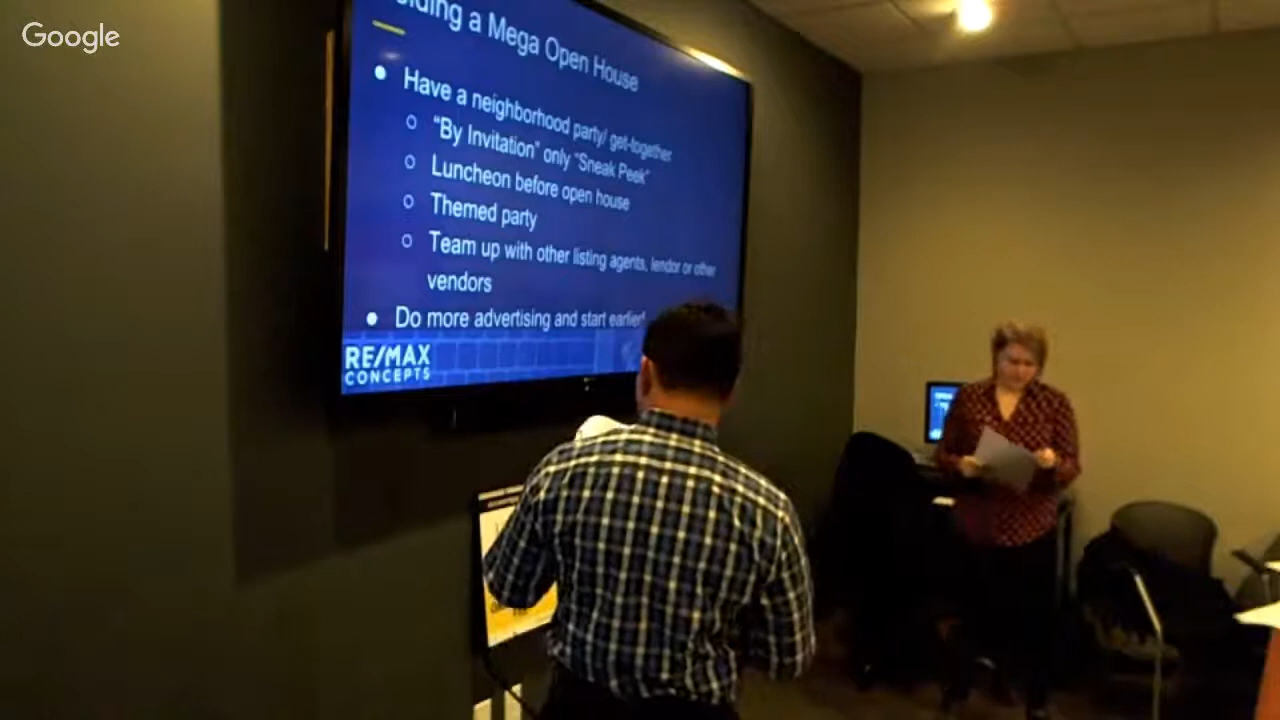 Google
olding a Mega Open House
● Have a neighborhood party/ get-together
○ "By Invitation" only "Sneak Peek"
○ Luncheon before open house
○ Themed party
○ Team up with other listing agents, lendor or other
vendors
● Do more advertising and start earlier!
RE/MAX
CONCEPTS